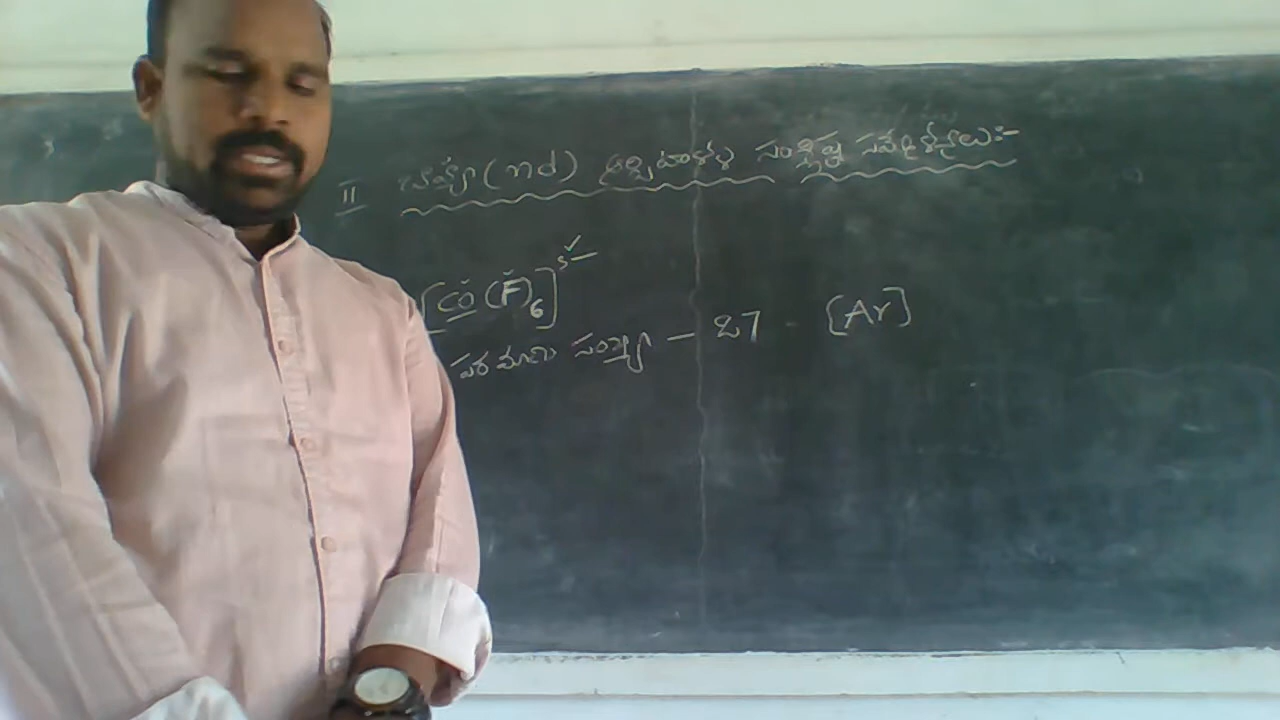 II బాహ్య (nd) ఆర్బిటాళ్ళ సంశ్లిష్ట సమ్మేళనాలు:-
[CO (F)6]3-
పరమాణు సంఖ్య - 27 - [Ar]